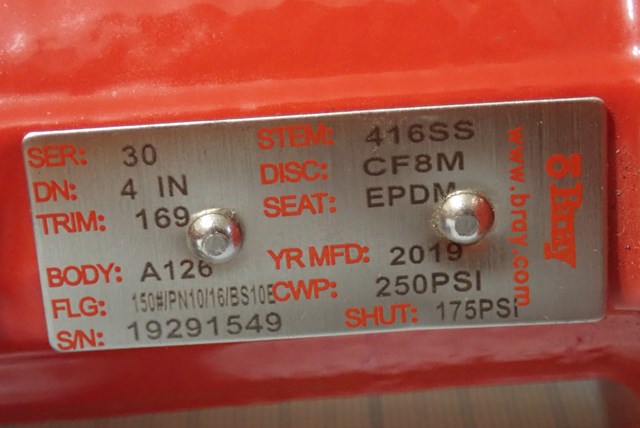 SER: 30
DN: 4 IN
TRIM: 169
BODY: A126
FLG: 150#/PN10/16/BS10E
S/N: 19291549
STEM: 416SS
DISC: CF8M
SEAT: EPDM
YR MFD: 2019
CWP: 250PSI
SHUT: 175PSi
Bray
www.bray.com